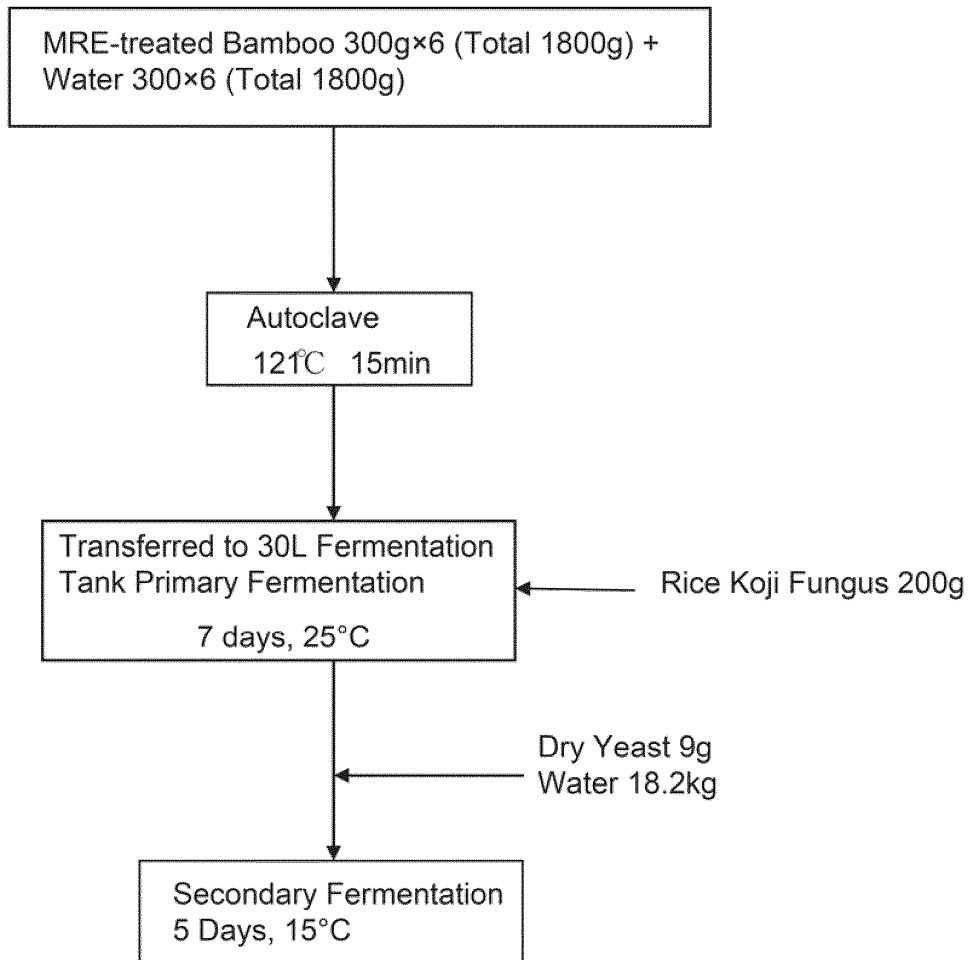 MRE-treated Bamboo 300g×6 (Total 1800g) +
Water 300×6 (Total 1800g)
Autoclave
121℃ 15min
Transferred to 30L Fermentation
Tank Primary Fermentation
7 days, 25°C
Rice Koji Fungus 200g
Dry Yeast 9g
Water 18.2kg
Secondary Fermentation
5 Days, 15°C